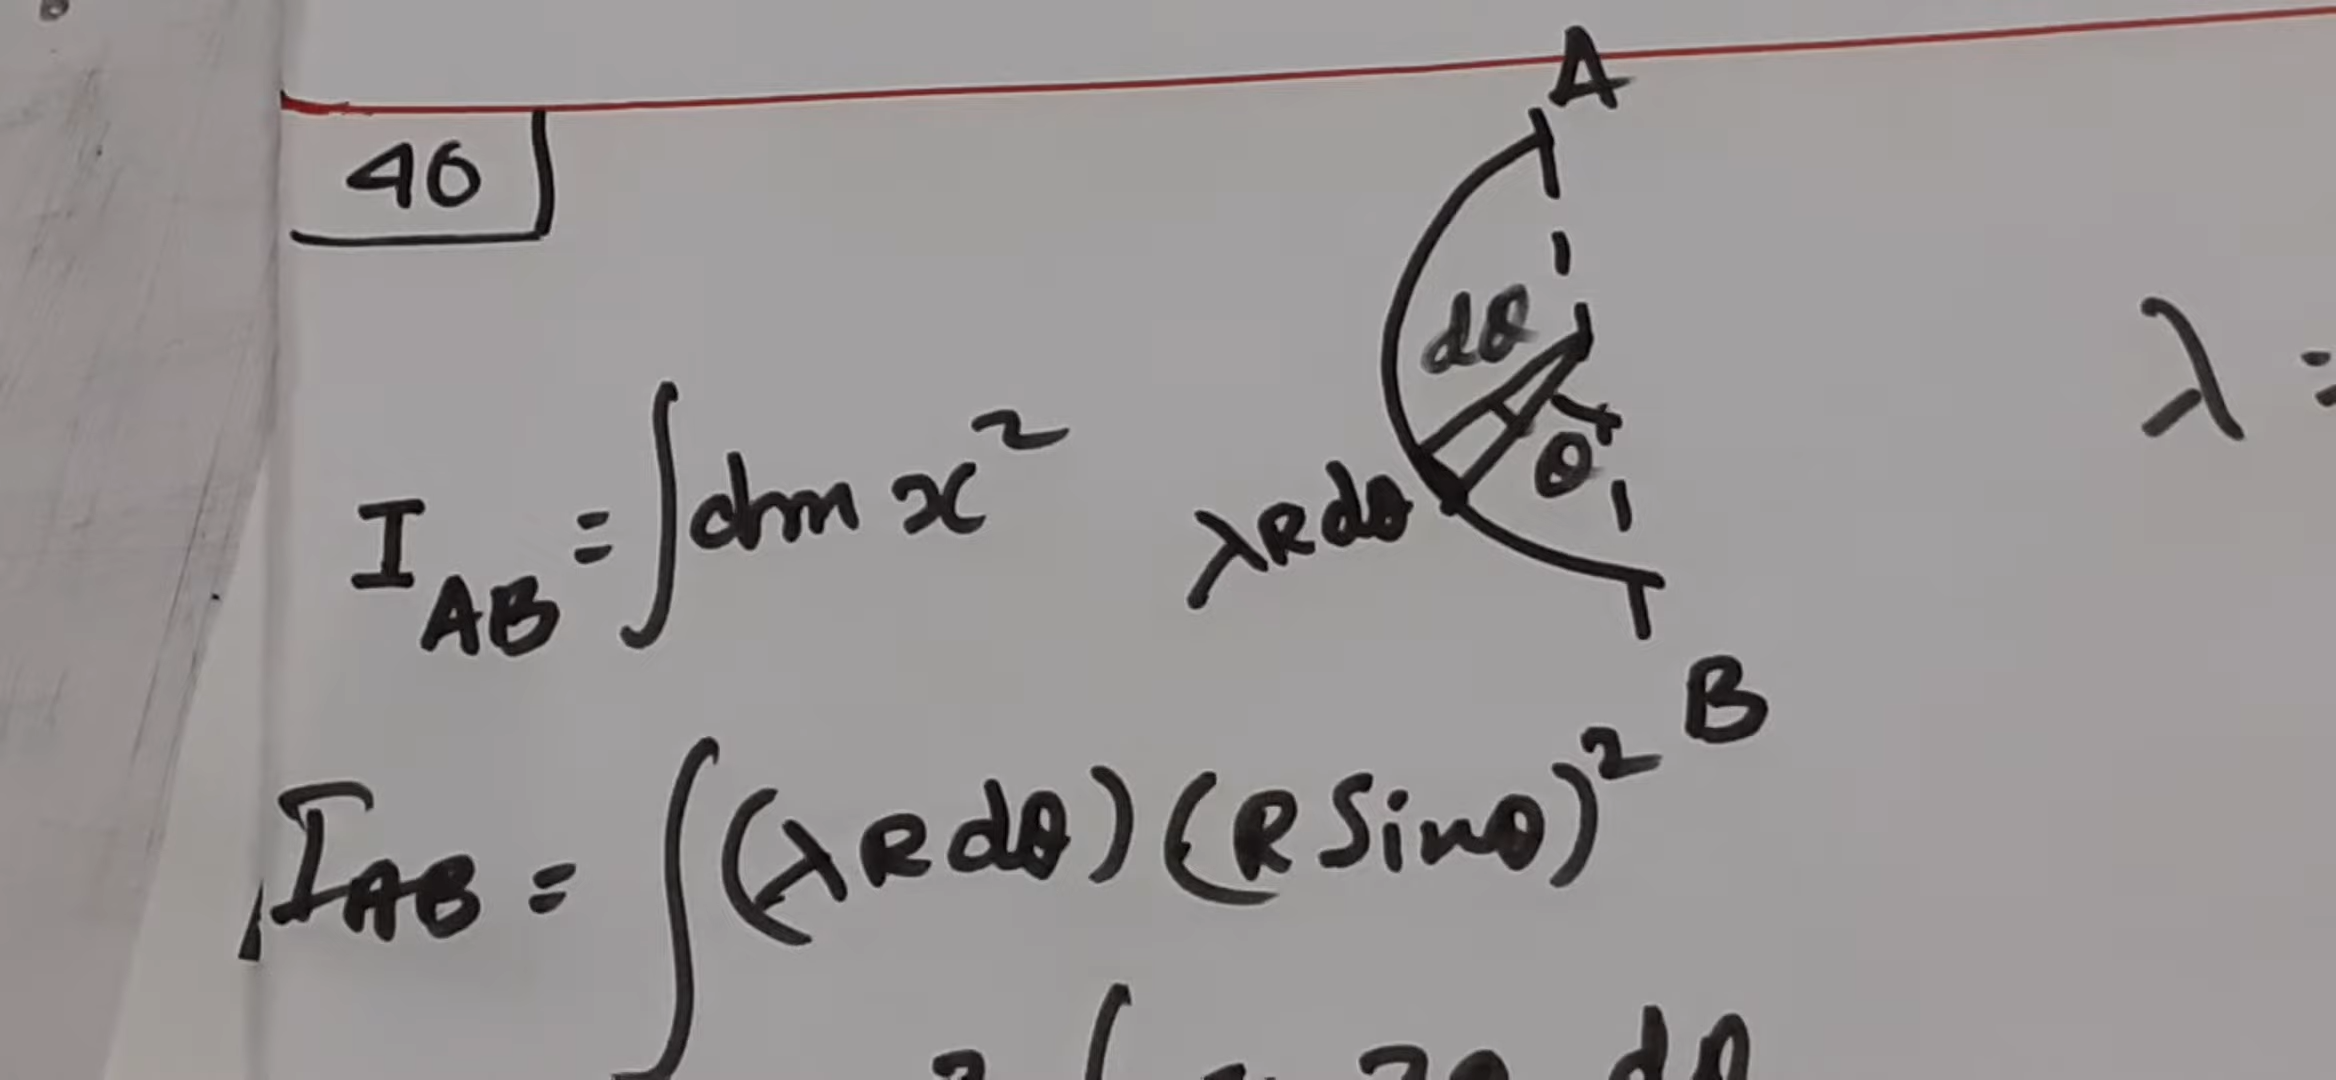 40
A
dθ
θ
λRdθ
B
λ =
I_AB = ∫dm x²
I_AB = ∫(λRdθ)(R Sinθ)²